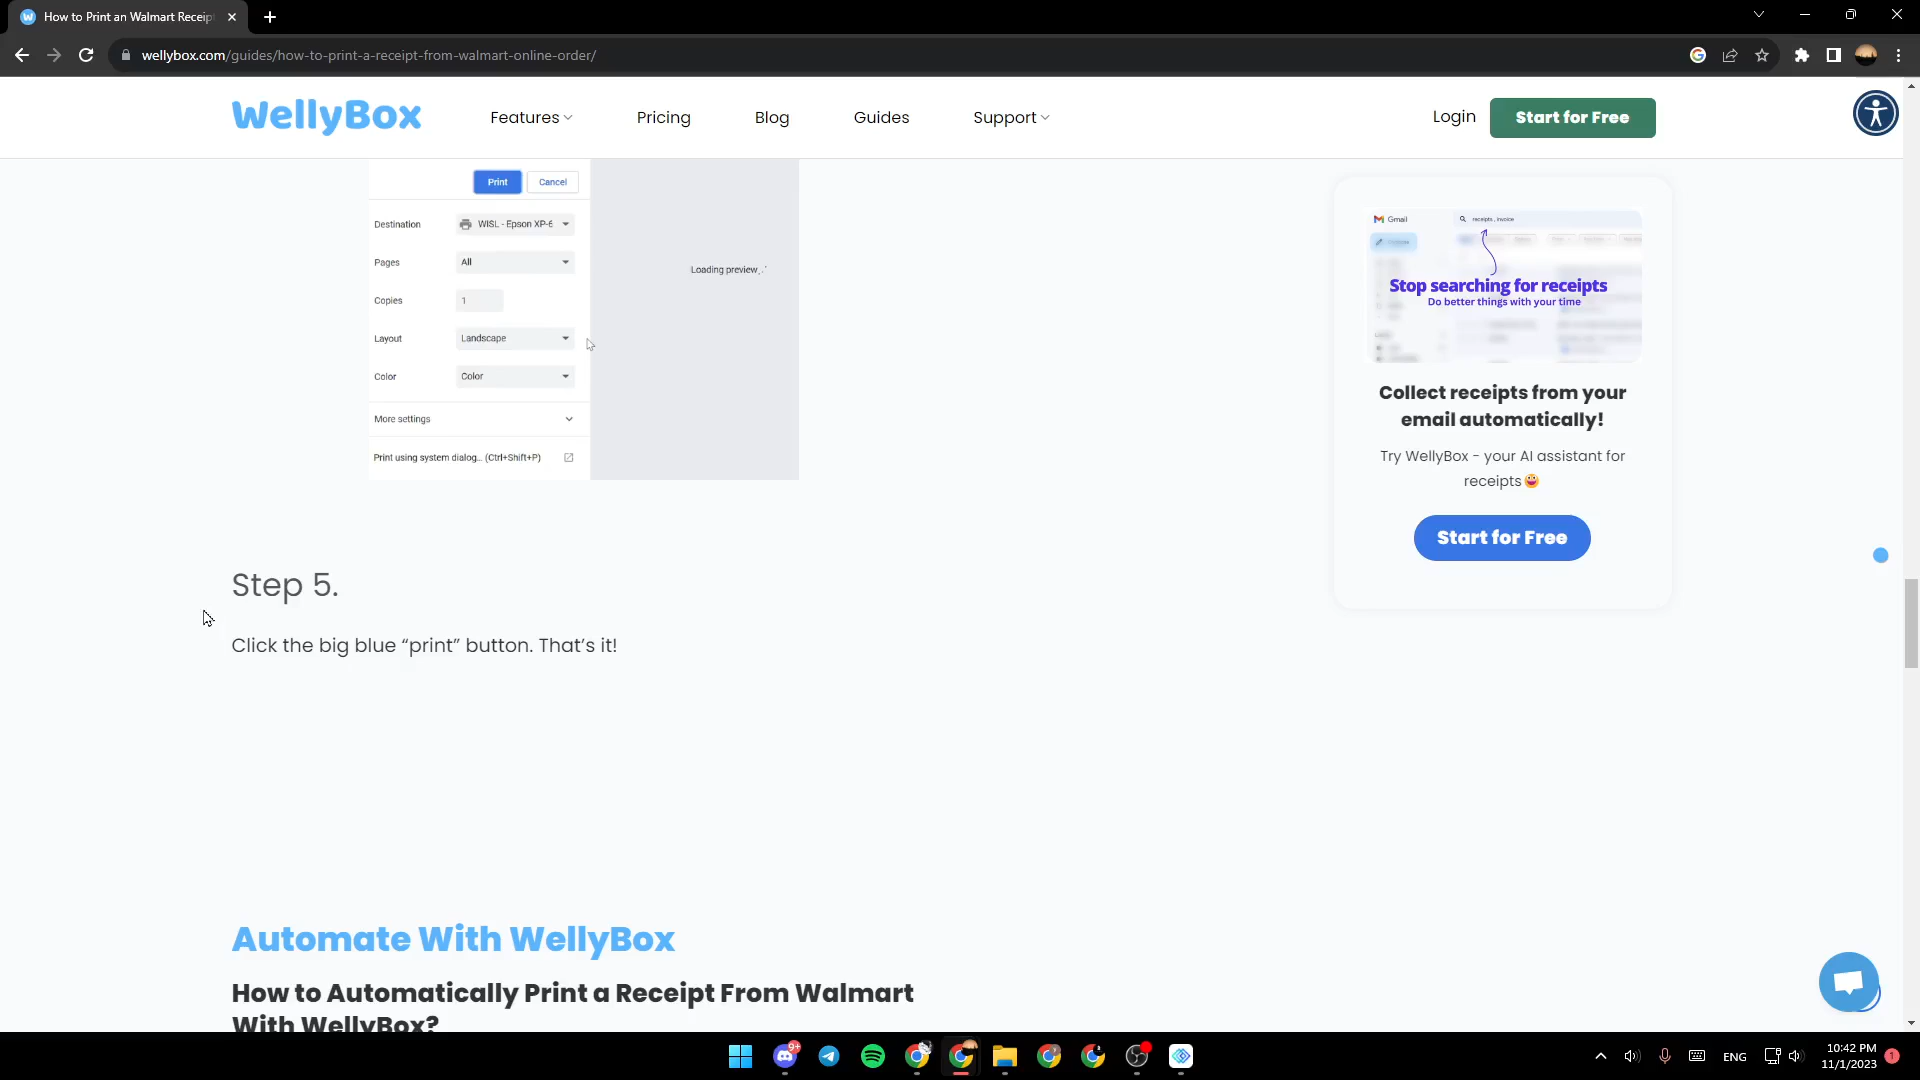 How to Print an Walmart Receip
wellybox.com/guides/how-to-print-a-receipt-from-walmart-online-order/
WellyBox
Features
Pricing
Blog
Guides
Support
Login
Start for Free
Print
Cancel
Destination
WISL - Epson XP-6
Pages
All
Copies
1
Layout
Landscape
Color
Color
More settings
Print using system dialog... (Ctrl+Shift+P)
Loading preview
Gmail
receipts , invoice
Stop searching for receipts
Do better things with your time
Collect receipts from your
email automatically!
Try WellyBox - your AI assistant for
receipts😀
Start for Free
Step 5.
Click the big blue “print” button. That’s it!
Automate With WellyBox
How to Automatically Print a Receipt From Walmart
With WellyBox?
9+
ENG
10:42 PM
11/1/2023
1